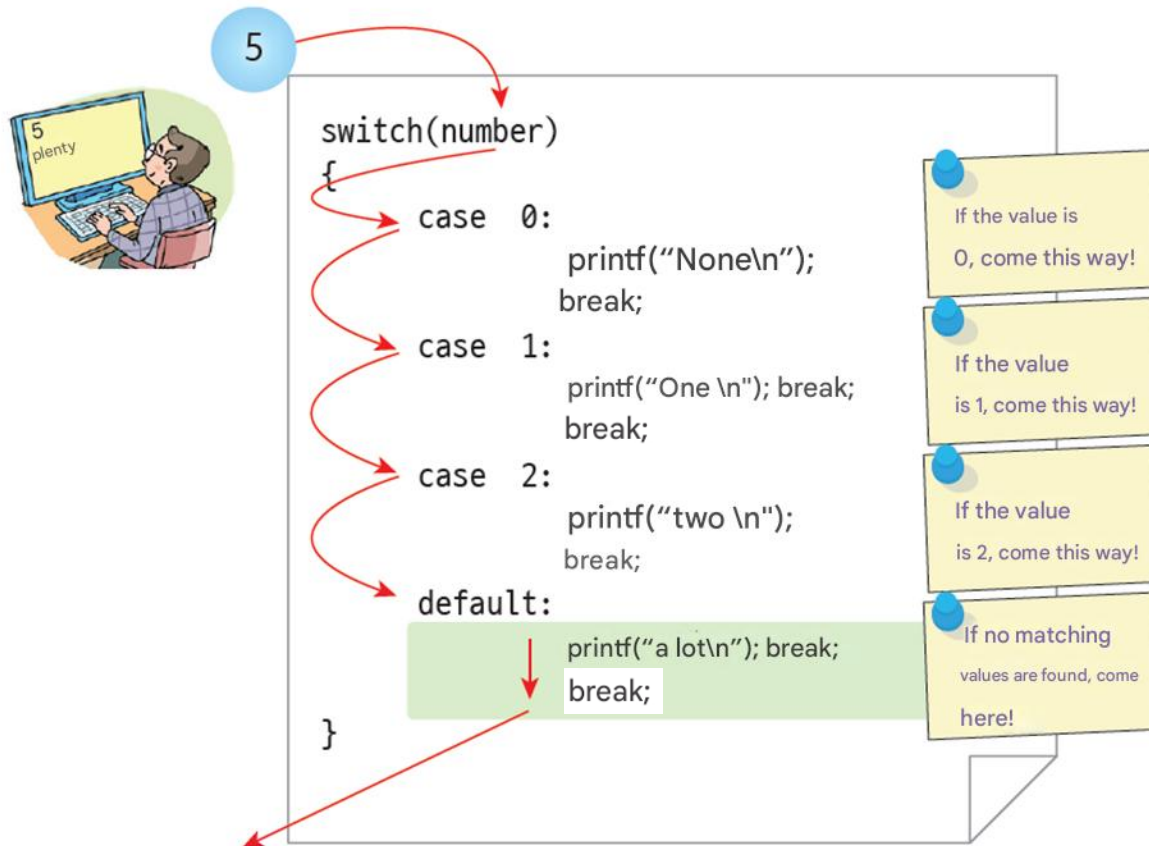 5
5
plenty
switch(number)
{
case 0:
printf(“None\n”);
break;
case 1:
printf(“One \n"); break;
break;
case 2:
printf(“two \n");
break;
default:
printf(“a lot\n”); break;
break;
}
If the value is
0, come this way!
If the value
is 1, come this way!
If the value
is 2, come this way!
If no matching
values are found, come
here!